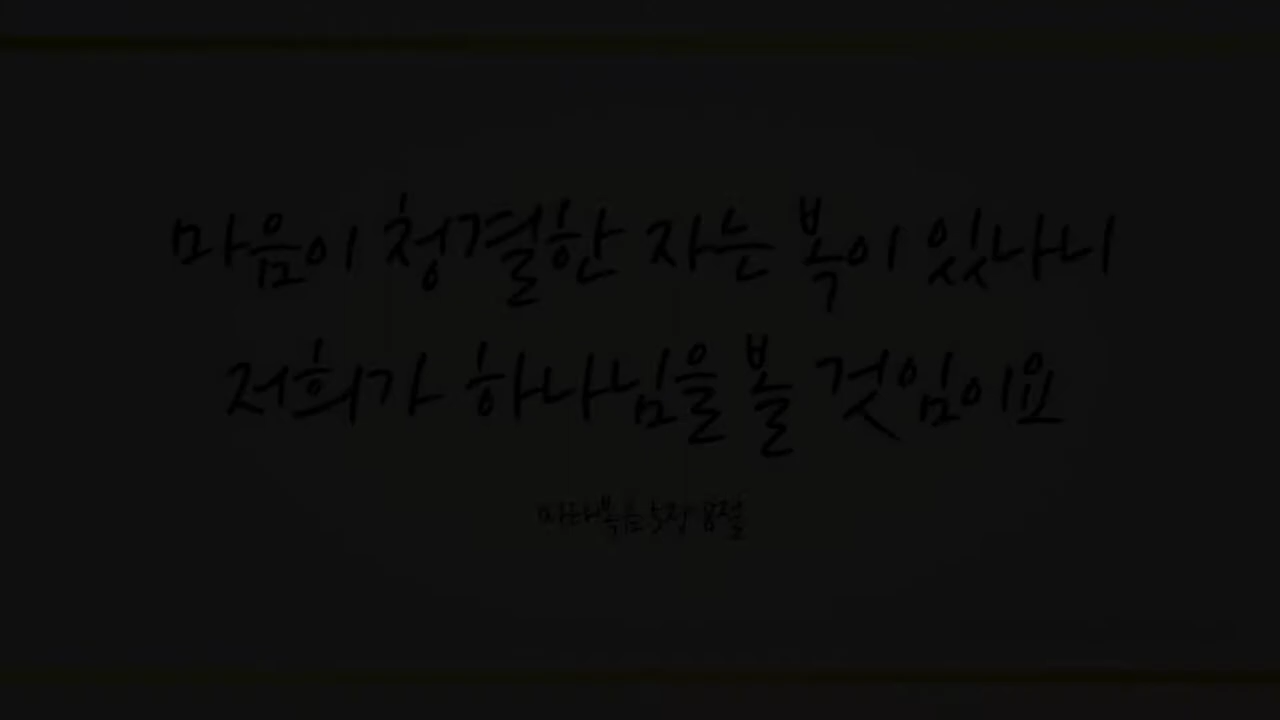 마음이 청결한 자는 복이 있나니
저희가 하나님을 볼 것임이요
마태복음 5장 8절